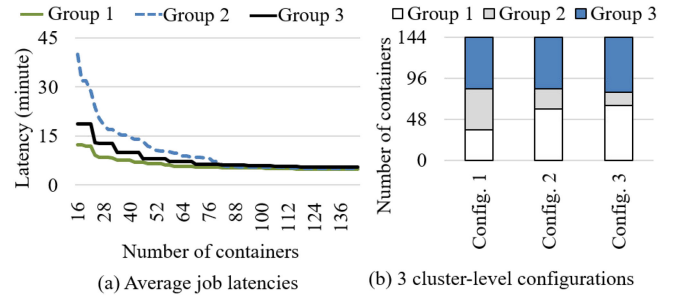 Group 1 Group 2 Group 3
45
30
15
0
Latency (minute)
16 28 40 52 64 76 88 100 112 124 136
Number of containers
(a) Average job latencies
Group 1 Group 2 Group 3
144
96
48
0
Number of containers
Config. 1 Config. 2 Config. 3
(b) 3 cluster-level configurations